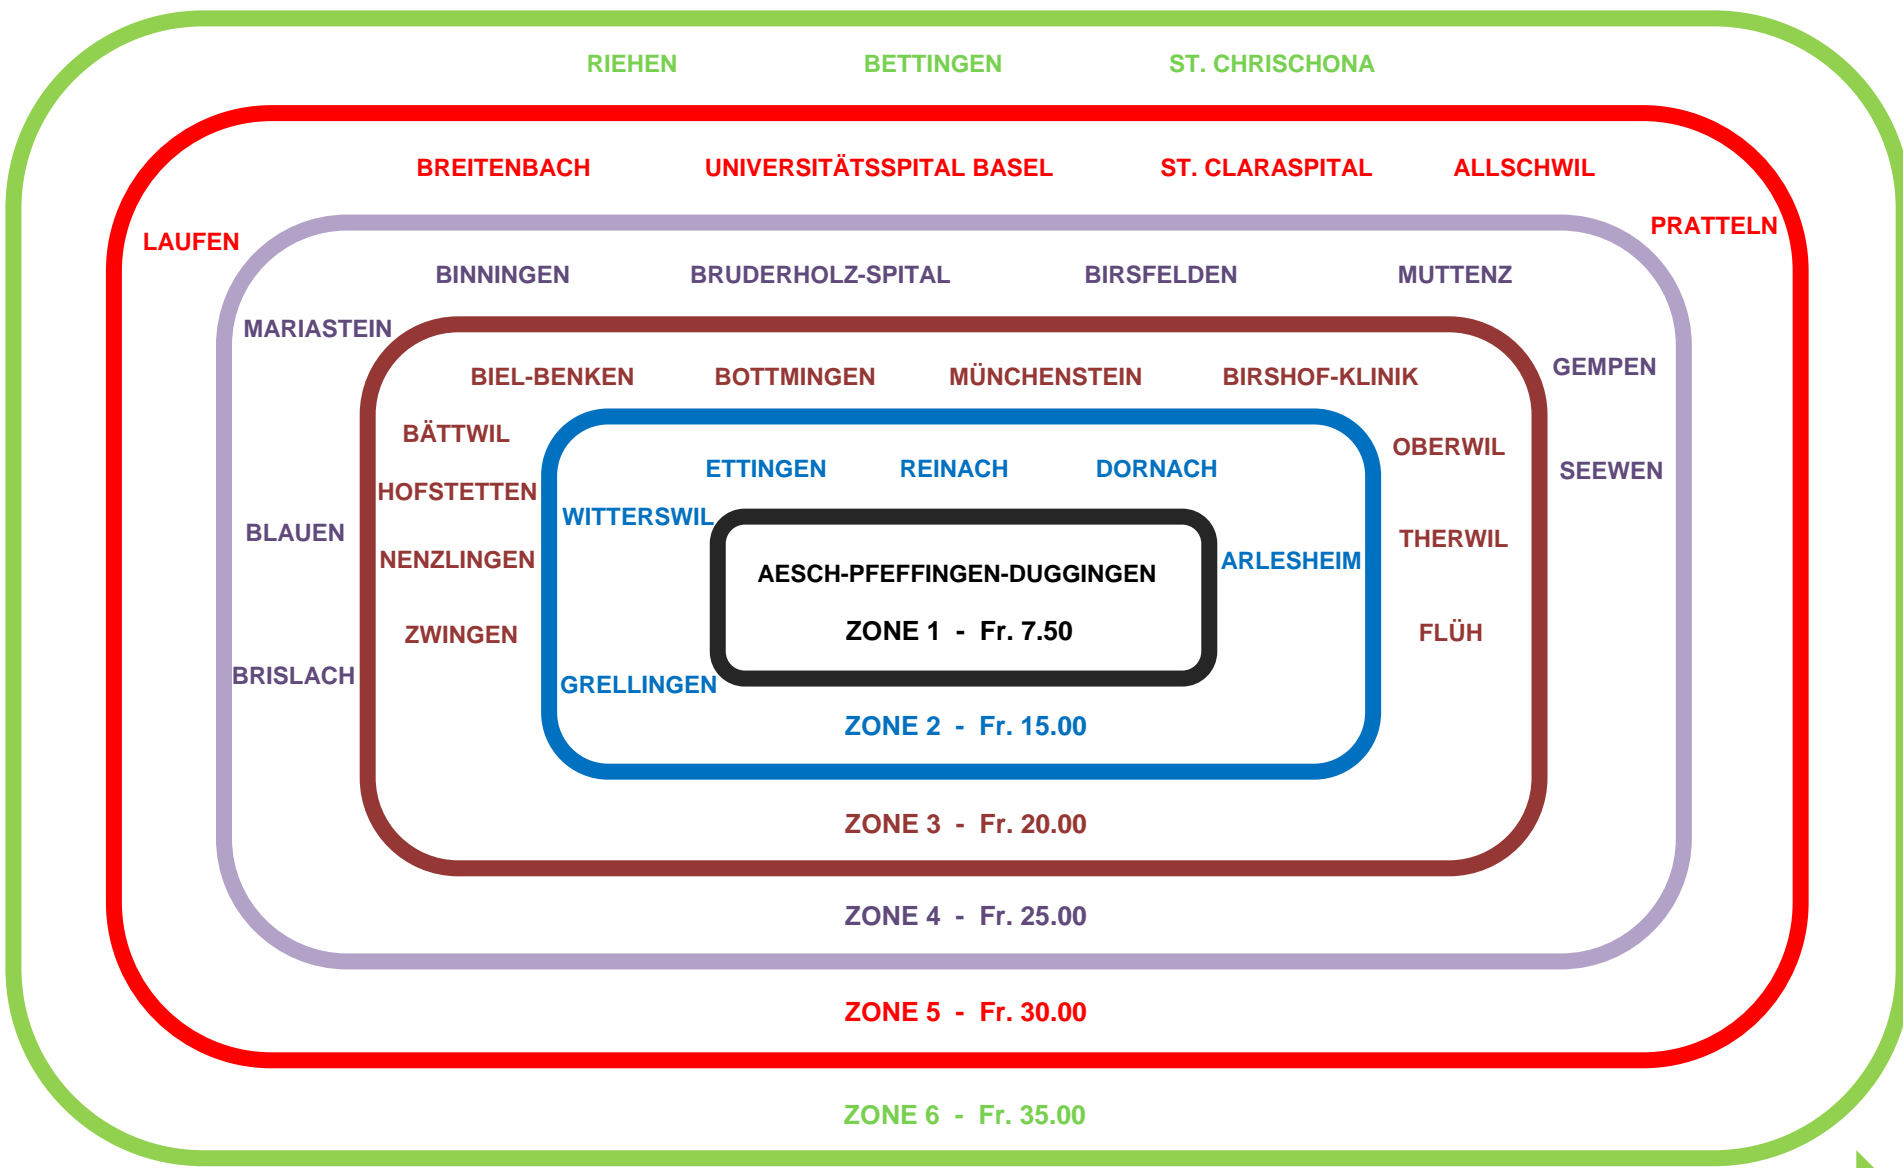 RIEHEN BETTINGEN ST. CHRISCHONA
BREITENBACH UNIVERSITÄTSSPITAL BASEL ST. CLARASPITAL ALLSCHWIL
LAUFEN PRATTELN
BINNINGEN BRUDERHOLZ-SPITAL BIRSFELDEN MUTTENZ
MARIASTEIN GEMPEN
BIEL-BENKEN BOTTMINGEN MÜNCHENSTEIN BIRSHOF-KLINIK
BÄTTWIL OBERWIL
ETTINGEN REINACH DORNACH SEEWEN
HOFSTETTEN
WITTERSWIL
BLAUEN THERWIL
NENZLINGEN ARLESHEIM
AESCH-PFEFFINGEN-DUGGINGEN
ZWINGEN ZONE 1 - Fr. 7.50 FLÜH
BRISLACH GRELLINGEN
ZONE 2 - Fr. 15.00
ZONE 3 - Fr. 20.00
ZONE 4 - Fr. 25.00
ZONE 5 - Fr. 30.00
ZONE 6 - Fr. 35.00